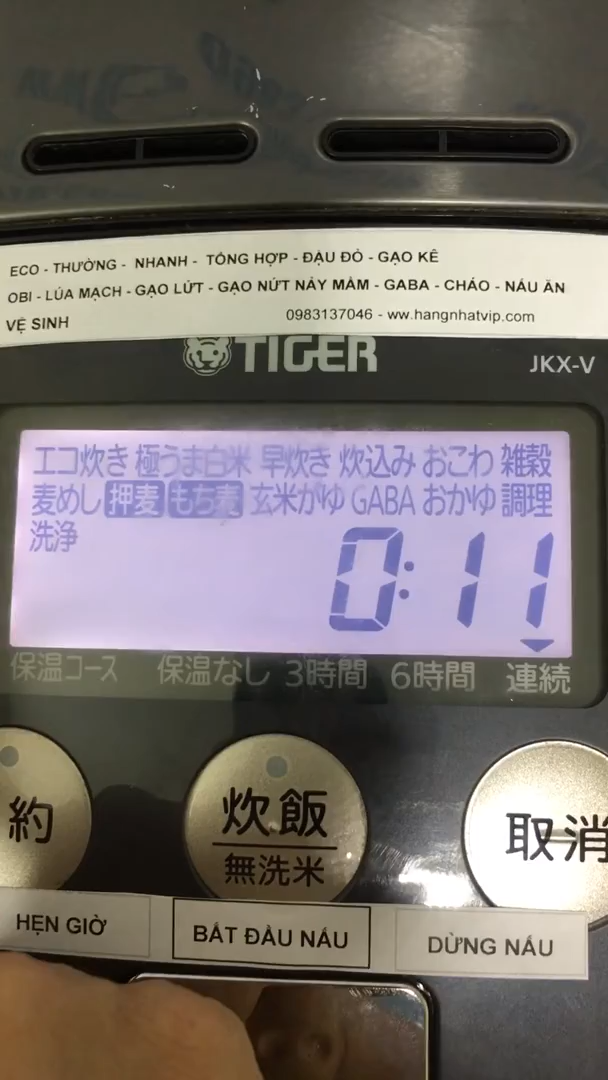 ECO - THƯỜNG - NHANH - TỔNG HỢP - ĐẬU ĐỎ - GẠO KÊ
OBI - LÚA MẠCH - GẠO LỨT - GẠO NỨT NẢY MẦM - GABA - CHÁO - NẤU ĂN
VỆ SINH 0983137046 - ww.hangnhatvip.com
TIGER
JKX-V
エコ炊き 極うま白米 早炊き 炊込み おこわ 雑穀
麦めし 押麦 もち麦 玄米がゆ GABA おかゆ 調理
洗浄
0:11
保温コース 保温なし 3時間 6時間 連続
約 炊飯 取消
無洗米
HẸN GIỜ BẮT ĐẦU NẤU DỪNG NẤU